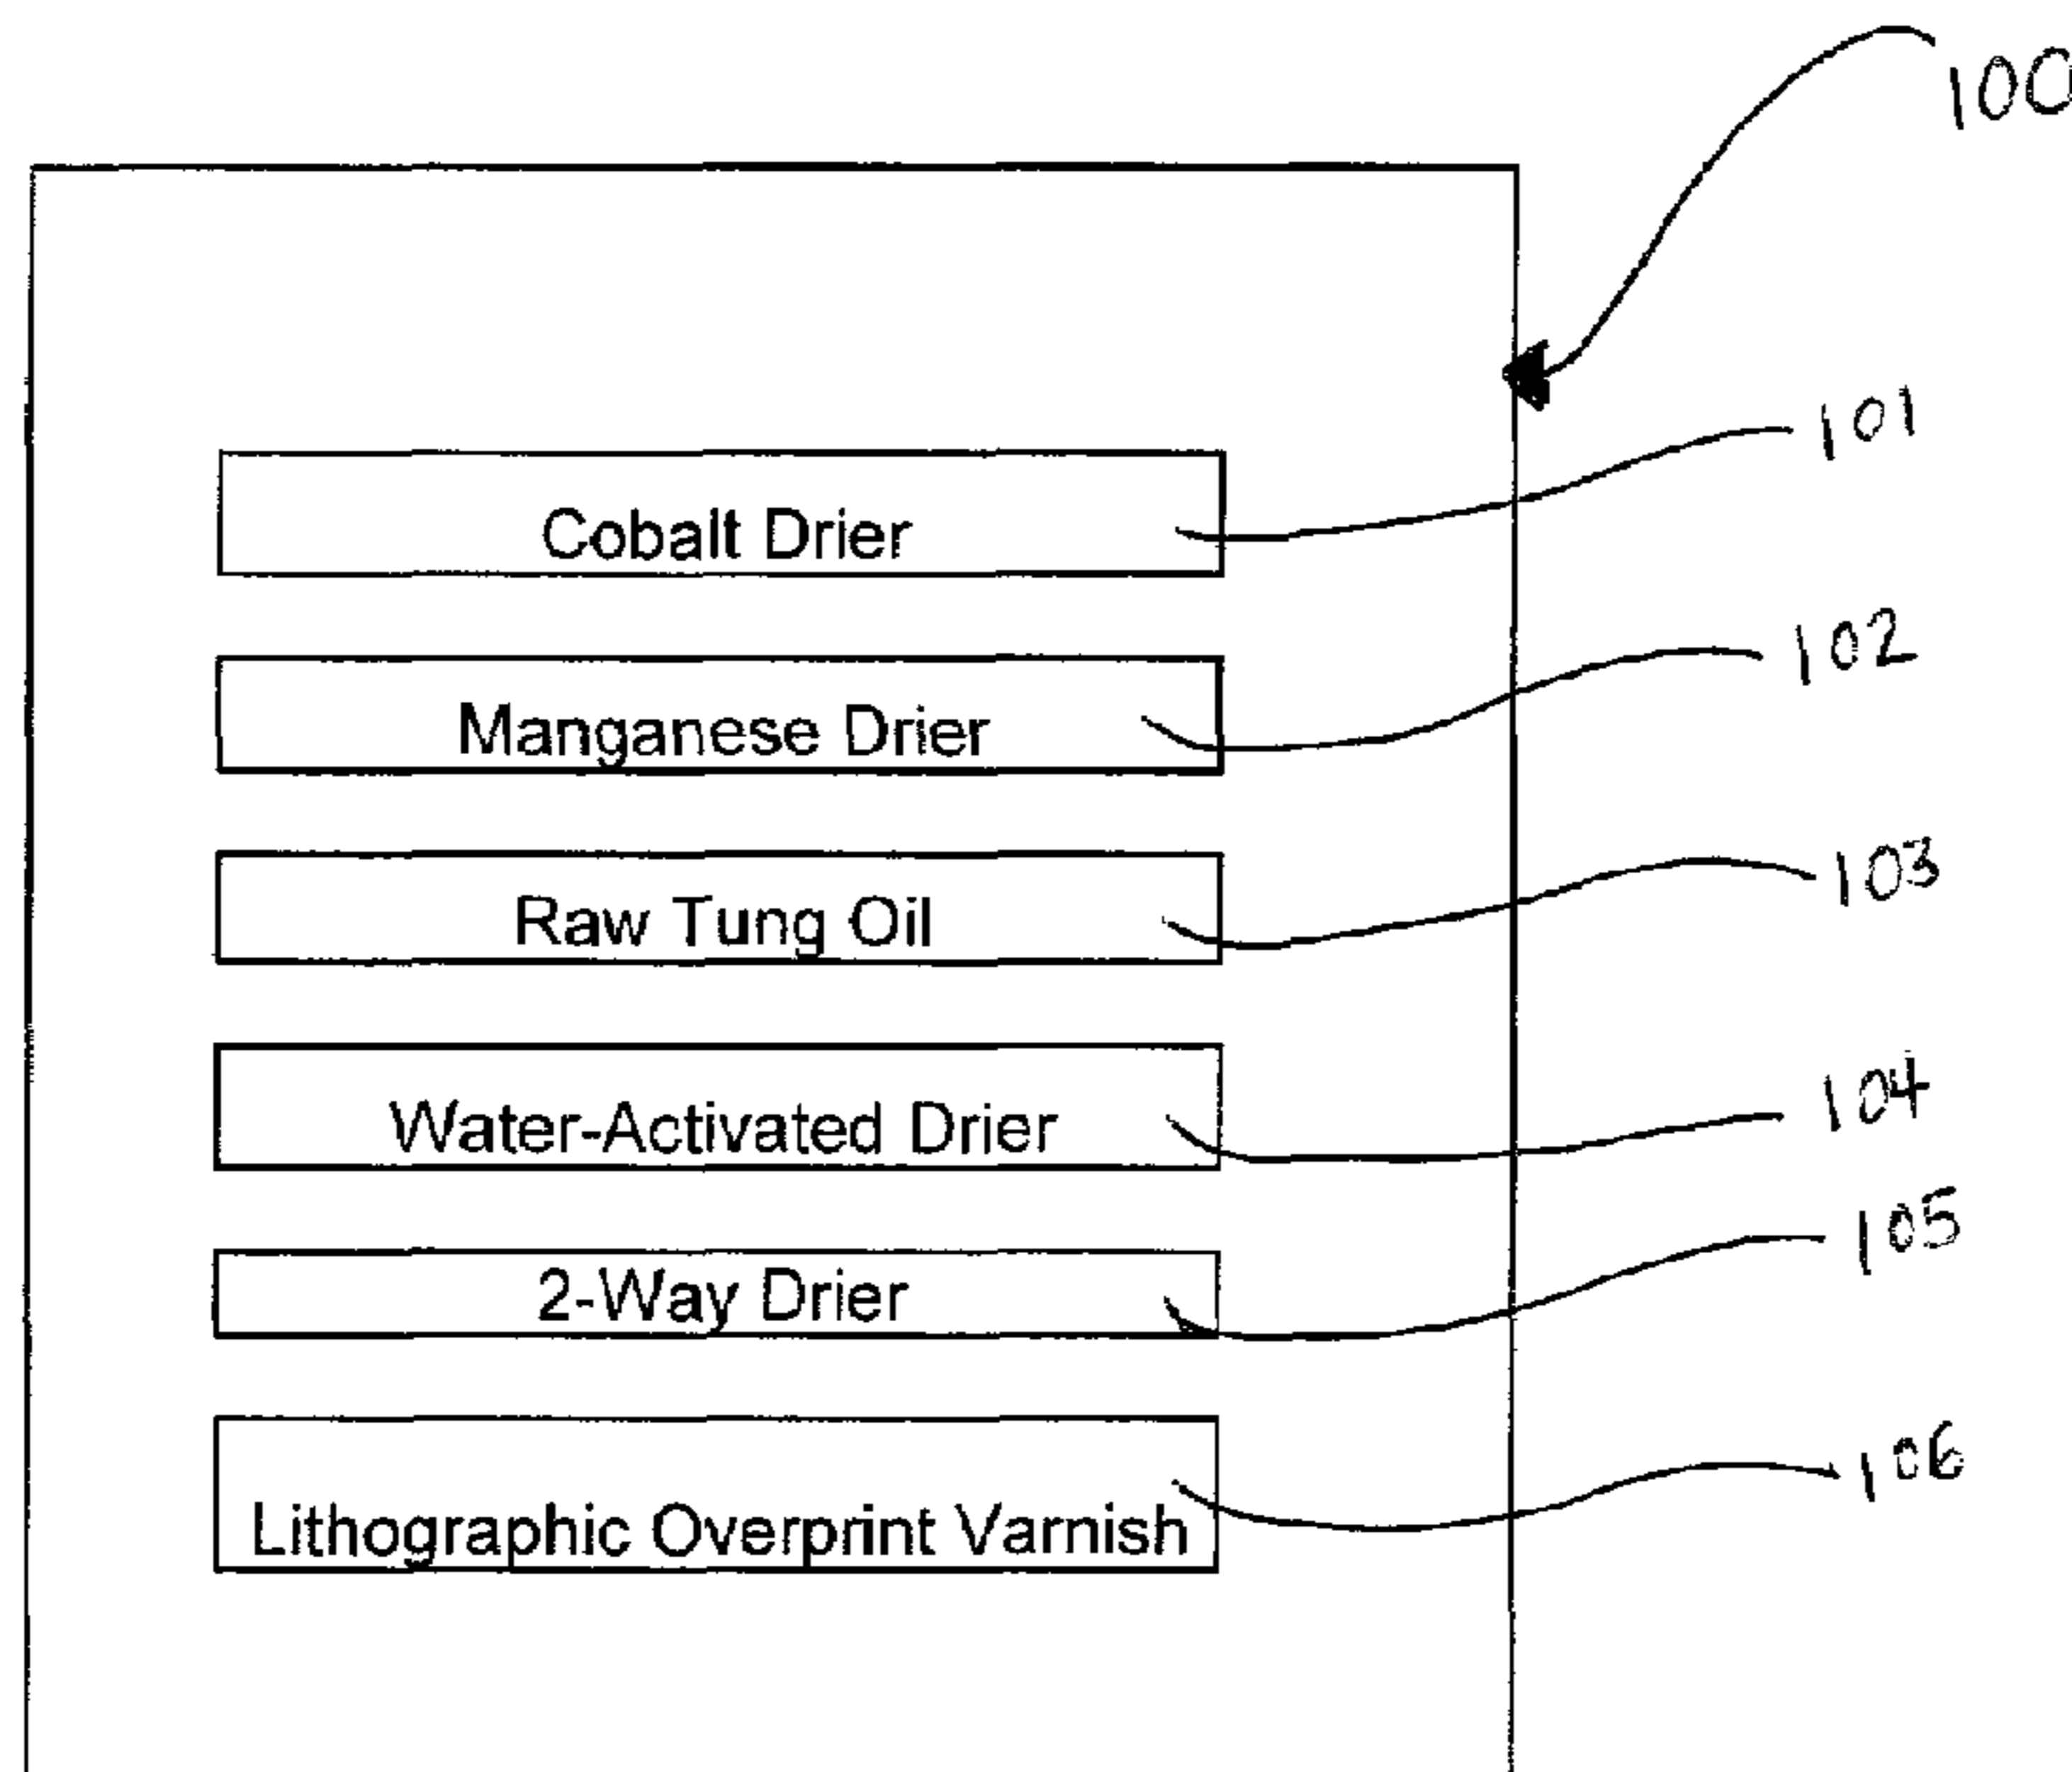 100
Cobalt Drier
101
Manganese Drier
102
Raw Tung Oil
103
Water-Activated Drier
104
2-Way Drier
105
Lithographic Overprint Varnish
106